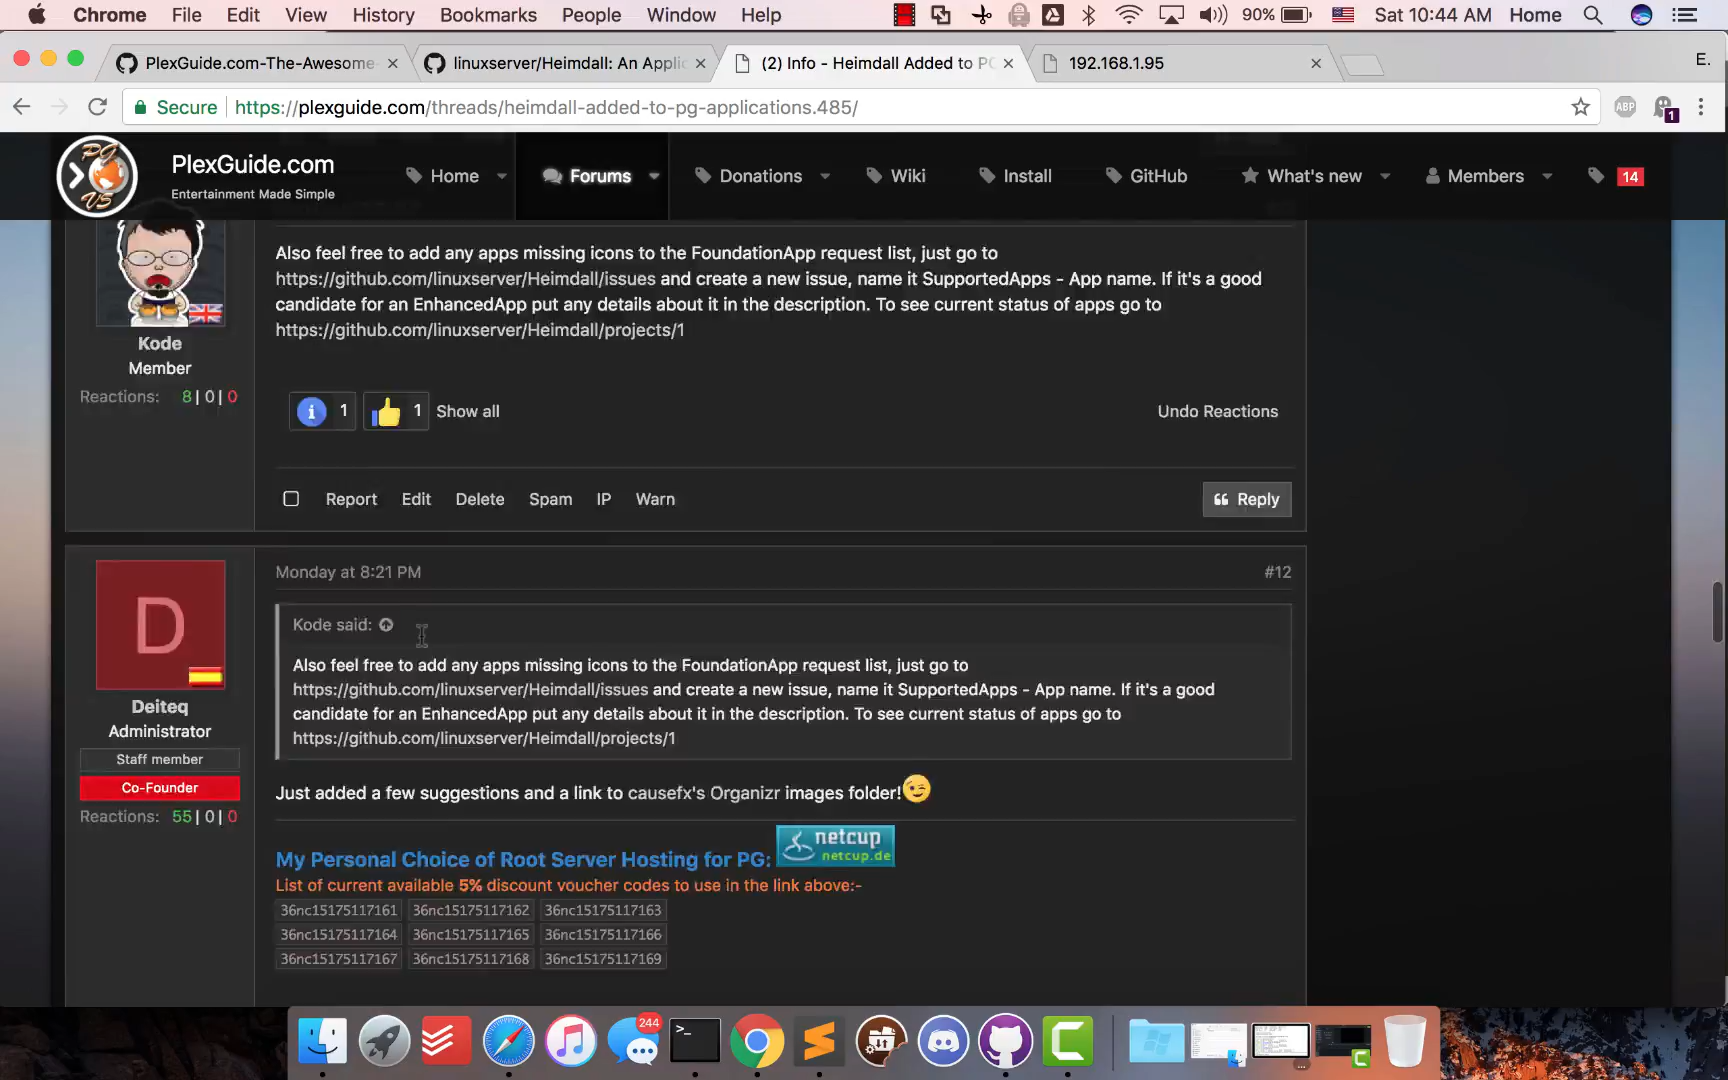 Chrome File Edit View History Bookmarks People Window Help 90% Sat 10:44 AM Home
PlexGuide.com-The-Awesome- linuxserver/Heimdall: An Applic (2) Info - Heimdall Added to PG 192.168.1.95 E.
Secure https://plexguide.com/threads/heimdall-added-to-pg-applications.485/ ABP 1
PG V5
PlexGuide.com
Entertainment Made Simple
Home Forums Donations Wiki Install GitHub What's new Members 14
Kode
Member
Reactions: 8|0|0
Also feel free to add any apps missing icons to the FoundationApp request list, just go to
https://github.com/linuxserver/Heimdall/issues and create a new issue, name it SupportedApps - App name. If it's a good
candidate for an EnhancedApp put any details about it in the description. To see current status of apps go to
https://github.com/linuxserver/Heimdall/projects/1
1 1 Show all Undo Reactions
Report Edit Delete Spam IP Warn Reply
D
Deiteq
Administrator
Staff member
Co-Founder
Reactions: 55|0|0
Monday at 8:21 PM #12
Kode said:
Also feel free to add any apps missing icons to the FoundationApp request list, just go to
https://github.com/linuxserver/Heimdall/issues and create a new issue, name it SupportedApps - App name. If it's a good
candidate for an EnhancedApp put any details about it in the description. To see current status of apps go to
https://github.com/linuxserver/Heimdall/projects/1
Just added a few suggestions and a link to causefx's Organizr images folder!
My Personal Choice of Root Server Hosting for PG: netcup netcup.de
List of current available 5% discount voucher codes to use in the link above:-
36nc15175117161 36nc15175117162 36nc15175117163
36nc15175117164 36nc15175117165 36nc15175117166
36nc15175117167 36nc15175117168 36nc15175117169
244